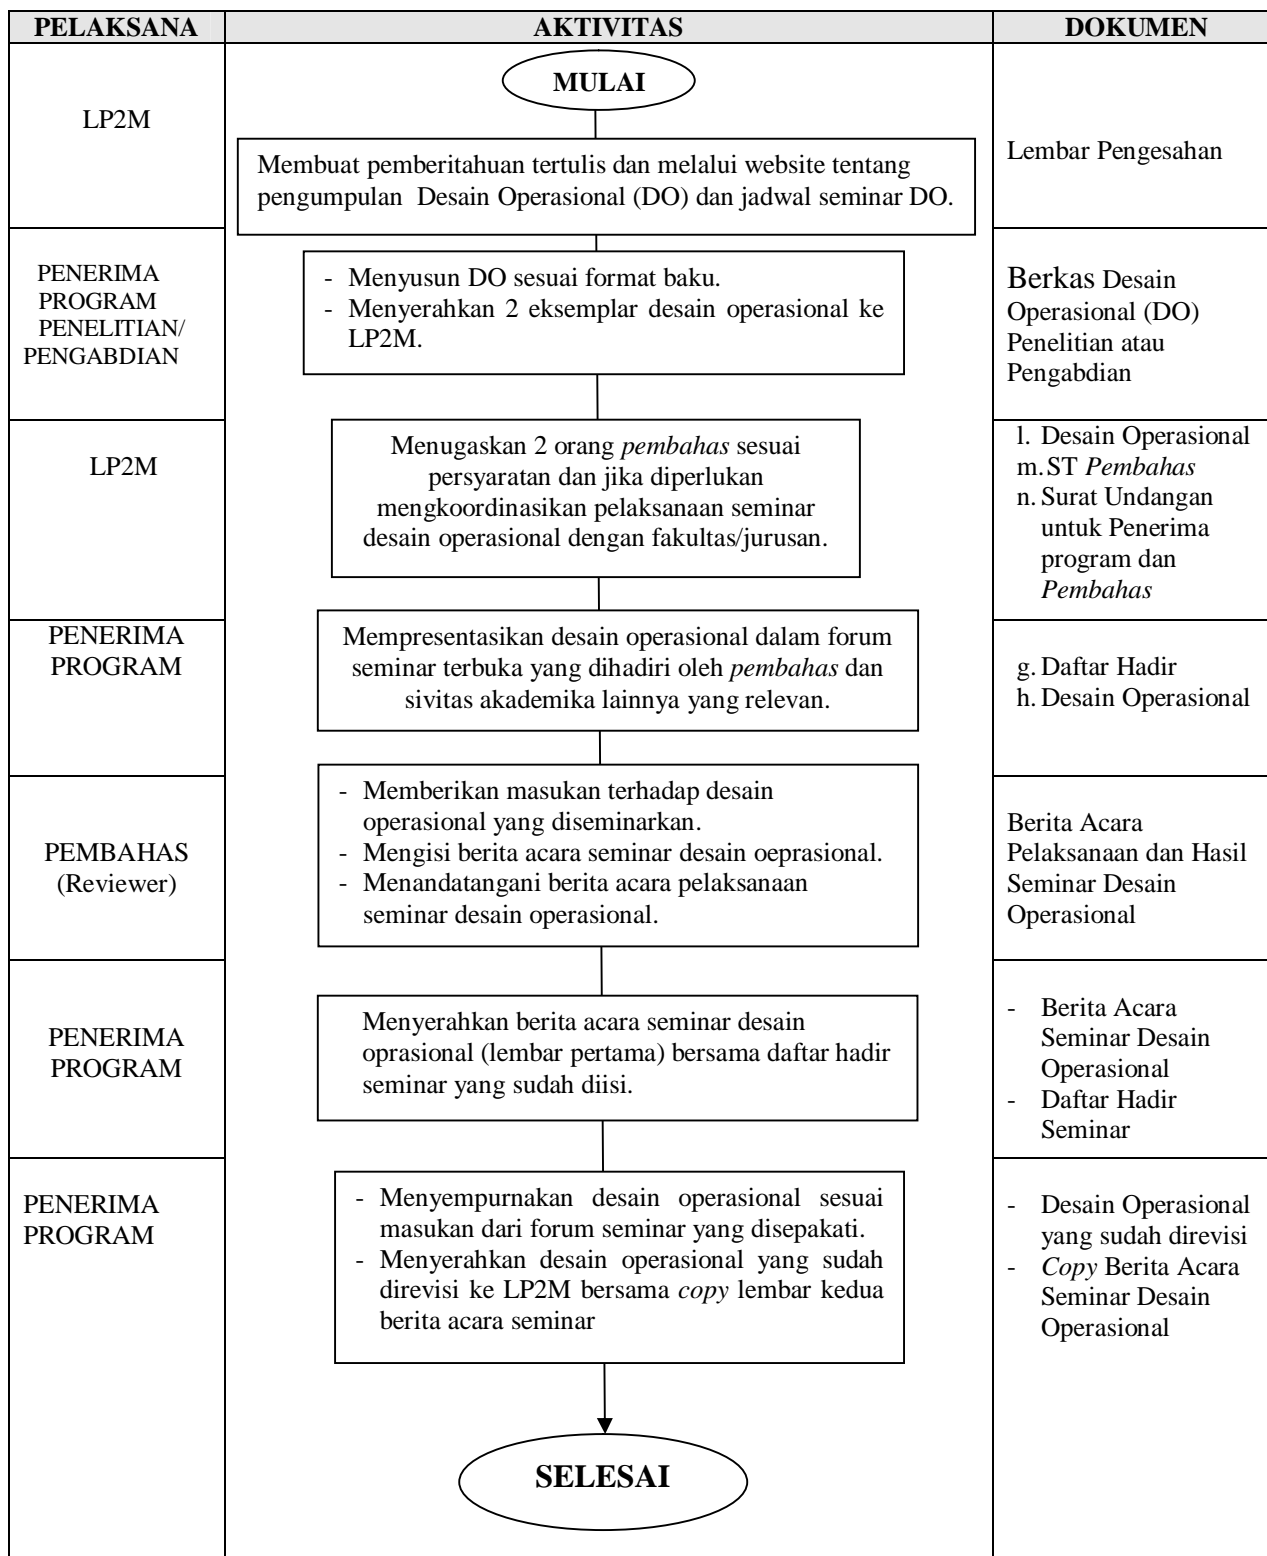 PELAKSANA AKTIVITAS DOKUMEN
MULAI
LP2M
Membuat pemberitahuan tertulis dan melalui website tentang
pengumpulan Desain Operasional (DO) dan jadwal seminar DO.
Lembar Pengesahan
PENERIMA
PROGRAM
PENELITIAN/
PENGABDIAN
- Menyusun DO sesuai format baku.
- Menyerahkan 2 eksemplar desain operasional ke
LP2M.
Berkas Desain
Operasional (DO)
Penelitian atau
Pengabdian
LP2M
Menugaskan 2 orang pembahas sesuai
persyaratan dan jika diperlukan
mengkoordinasikan pelaksanaan seminar
desain operasional dengan fakultas/jurusan.
l. Desain Operasional
m. ST Pembahas
n. Surat Undangan
untuk Penerima
program dan
Pembahas
PENERIMA
PROGRAM
Mempresentasikan desain operasional dalam forum
seminar terbuka yang dihadiri oleh pembahas dan
sivitas akademika lainnya yang relevan.
g. Daftar Hadir
h. Desain Operasional
PEMBAHAS
(Reviewer)
- Memberikan masukan terhadap desain
operasional yang diseminarkan.
- Mengisi berita acara seminar desain oeprasional.
- Menandatangani berita acara pelaksanaan
seminar desain operasional.
Berita Acara
Pelaksanaan dan Hasil
Seminar Desain
Operasional
PENERIMA
PROGRAM
Menyerahkan berita acara seminar desain
oprasional (lembar pertama) bersama daftar hadir
seminar yang sudah diisi.
- Berita Acara
Seminar Desain
Operasional
- Daftar Hadir
Seminar
PENERIMA
PROGRAM
- Menyempurnakan desain operasional sesuai
masukan dari forum seminar yang disepakati.
- Menyerahkan desain operasional yang sudah
direvisi ke LP2M bersama copy lembar kedua
berita acara seminar
- Desain Operasional
yang sudah direvisi
- Copy Berita Acara
Seminar Desain
Operasional
SELESAI